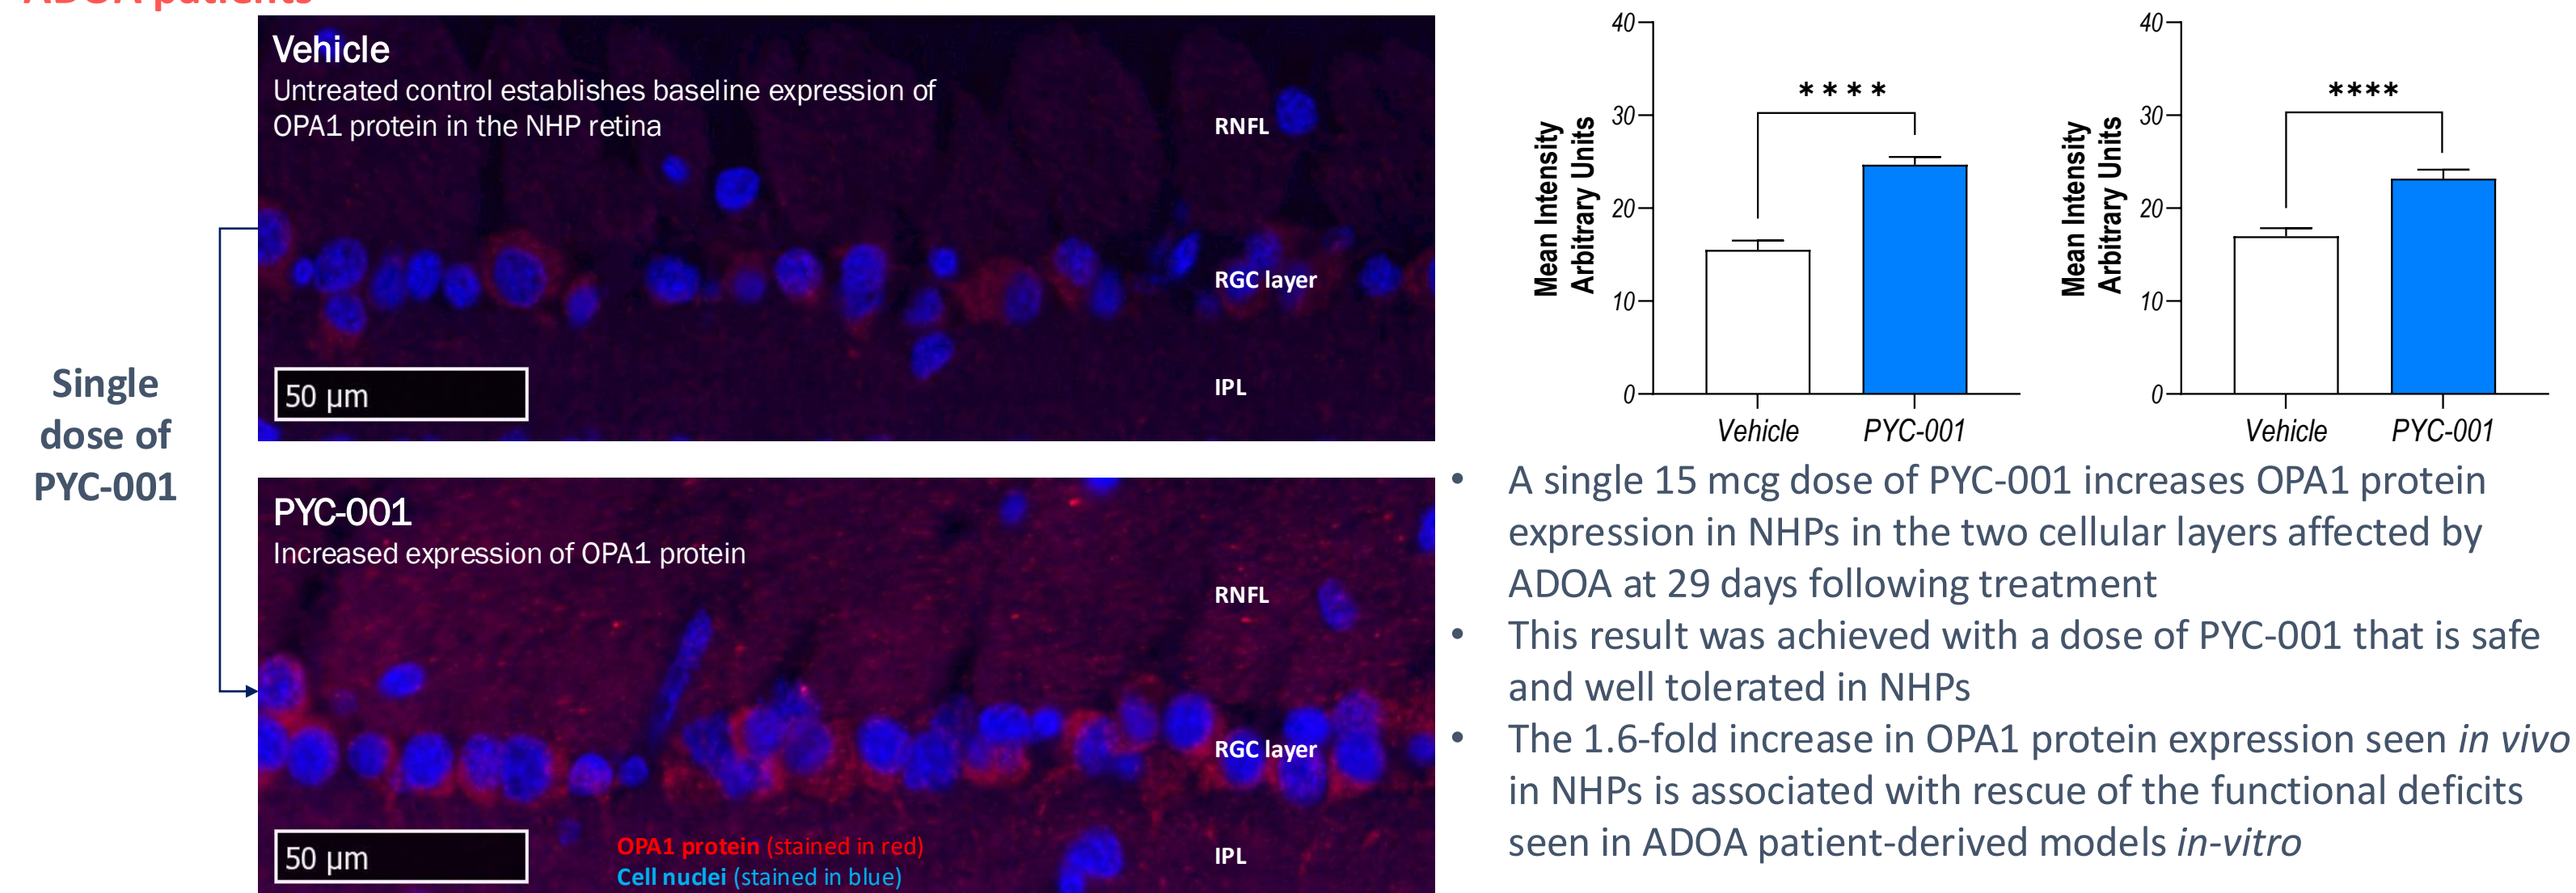 ADOA patients
Single
dose of
PYC-001
Vehicle
Untreated control establishes baseline expression of
OPA1 protein in the NHP retina
RNFL
RGC layer
IPL
50 µm
PYC-001
Increased expression of OPA1 protein
RNFL
RGC layer
IPL
50 µm
OPA1 protein (stained in red)
Cell nuclei (stained in blue)
Mean Intensity
Arbitrary Units
40
30
20
10
0
****
Vehicle PYC-001
Mean Intensity
Arbitrary Units
40
30
20
10
0
****
Vehicle PYC-001
• A single 15 mcg dose of PYC-001 increases OPA1 protein
expression in NHPs in the two cellular layers affected by
ADOA at 29 days following treatment
• This result was achieved with a dose of PYC-001 that is safe
and well tolerated in NHPs
• The 1.6-fold increase in OPA1 protein expression seen in vivo
in NHPs is associated with rescue of the functional deficits
seen in ADOA patient-derived models in-vitro